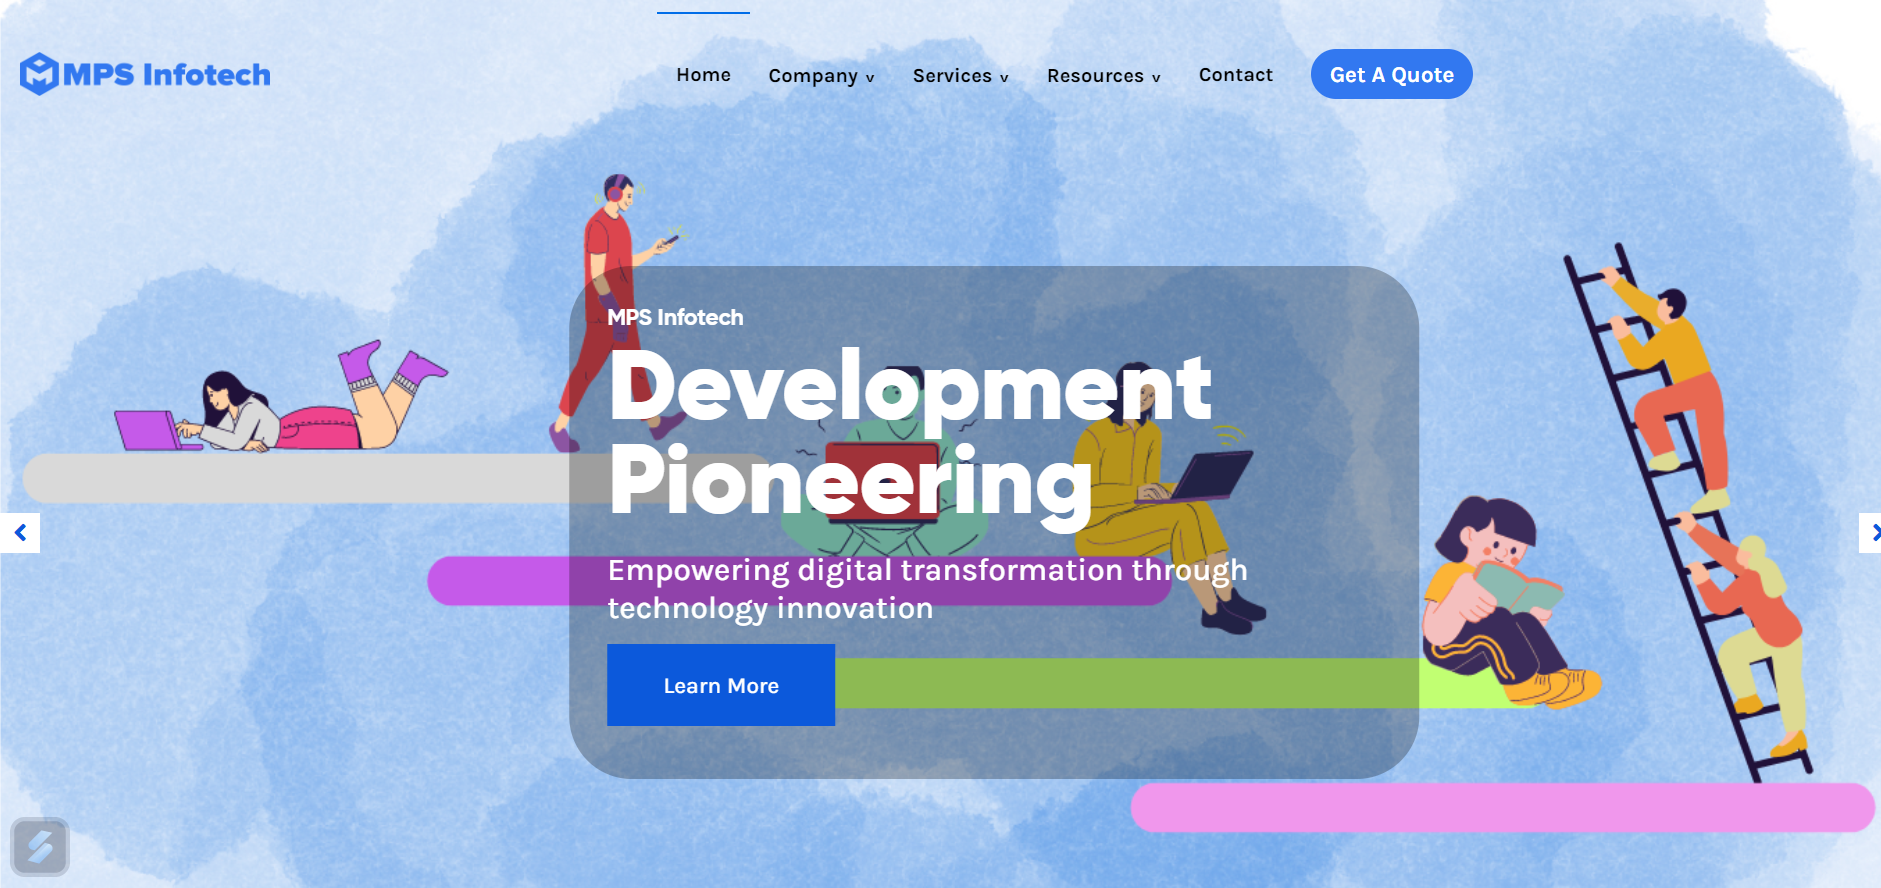 MPS Infotech
Home
Company v
Services v
Resources v
Contact
Get A Quote
MPS Infotech
Development
Pioneering
Empowering digital transformation through
technology innovation
Learn More